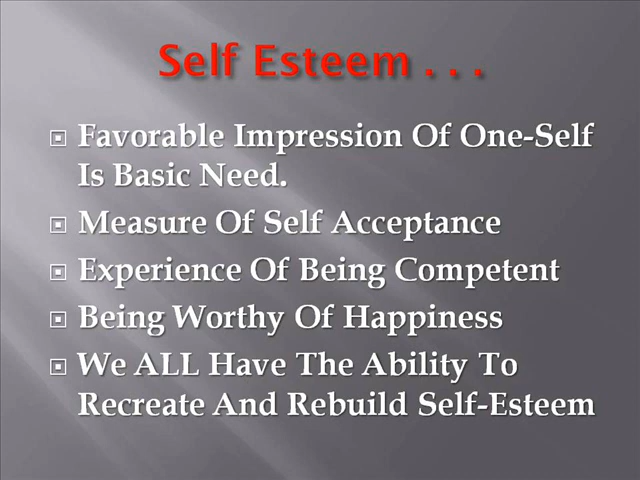 Self Esteem . . .
Favorable Impression Of One-Self
Is Basic Need.
Measure Of Self Acceptance
Experience Of Being Competent
Being Worthy Of Happiness
We ALL Have The Ability To
Recreate And Rebuild Self-Esteem